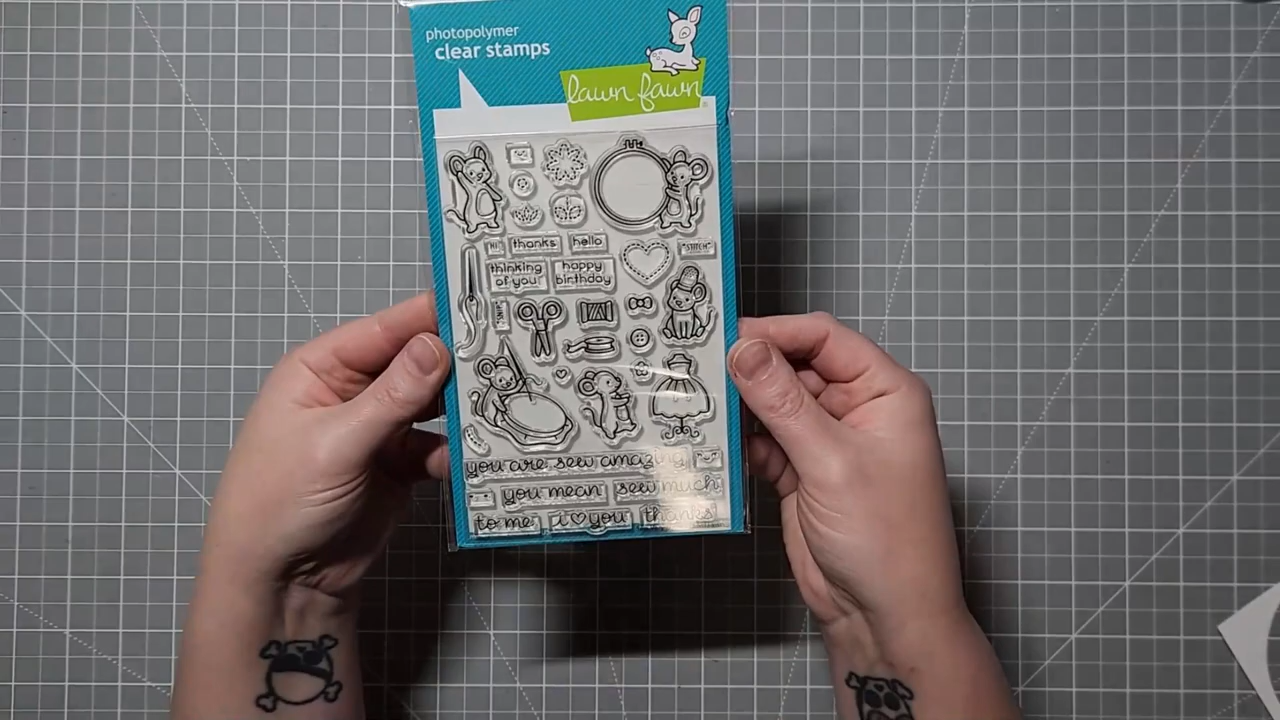 photopolymer
clear stamps
lawn fawn
HI
thanks
hello
"STITCH"
thinking
of you
happy
birthday
"SNIP"
you are sew amazing
you mean
sew much
to me
i ♡ you
thanks